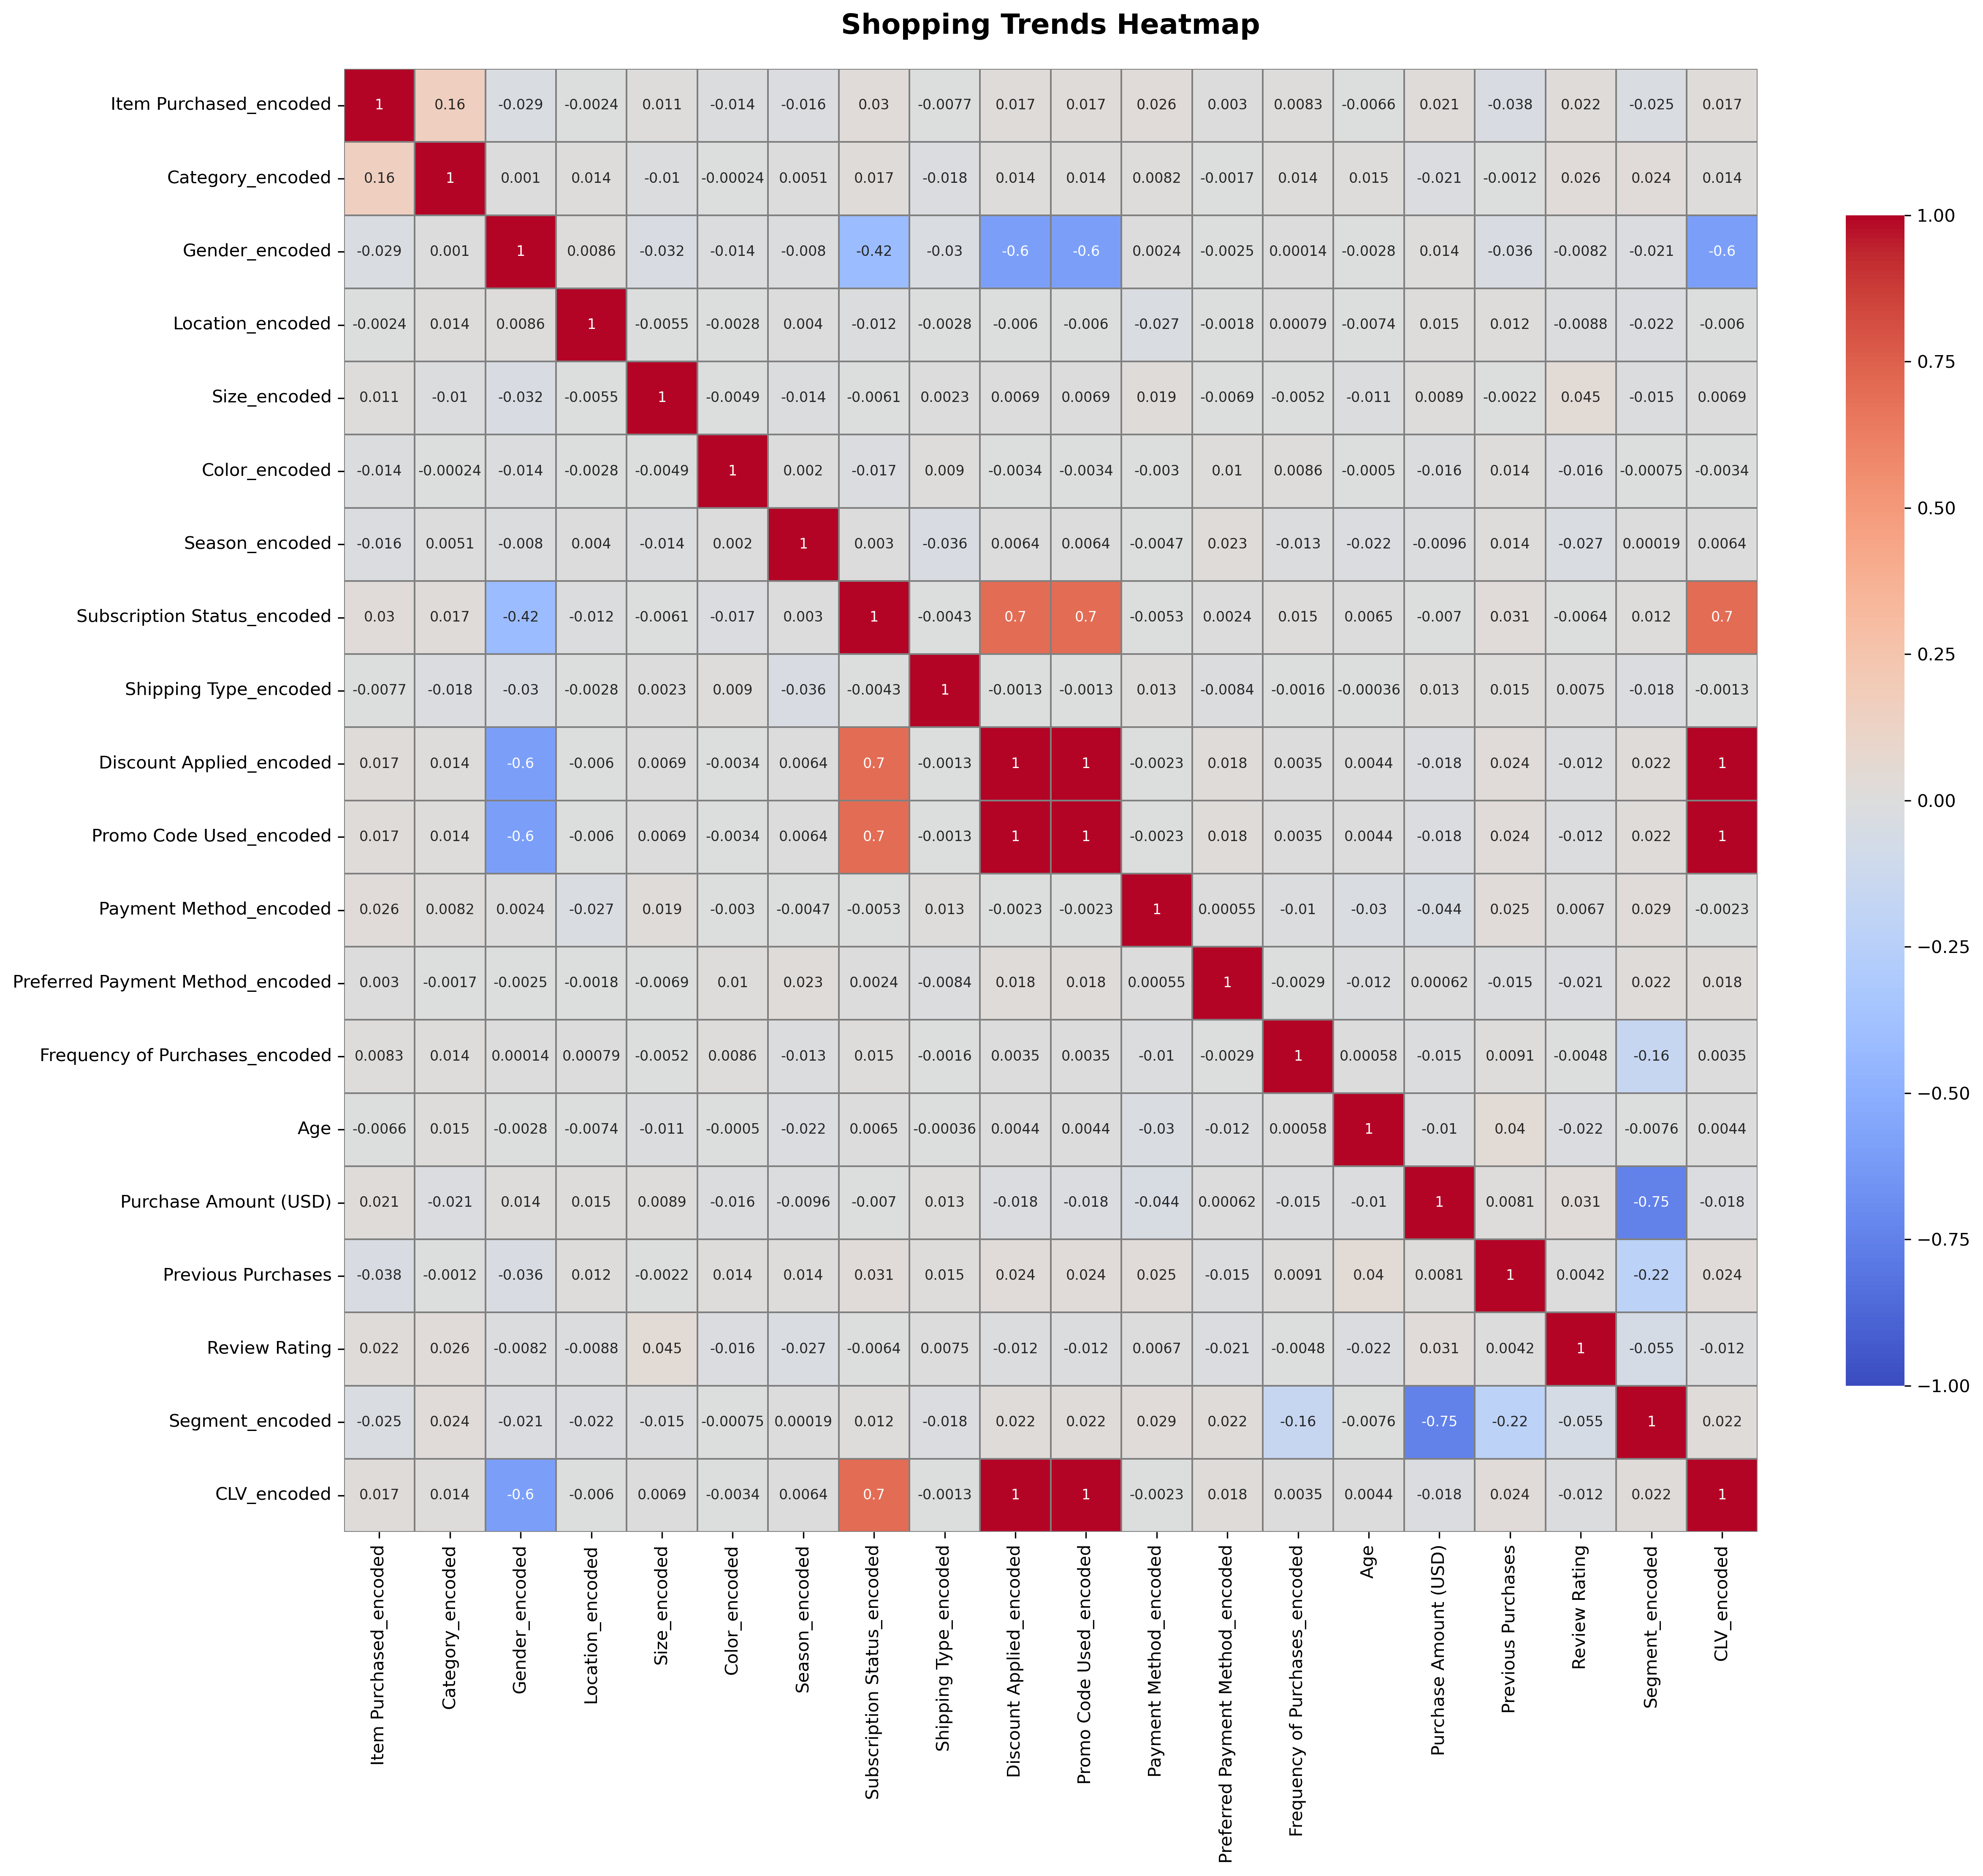 Shopping Trends Heatmap
Item Purchased_encoded 1 0.16 -0.029 -0.0024 0.011 -0.014 -0.016 0.03 -0.0077 0.017 0.017 0.026 0.003 0.0083 -0.0066 0.021 -0.038 0.022 -0.025 0.017
Category_encoded 0.16 1 0.001 0.014 -0.01 -0.00024 0.0051 0.017 -0.018 0.014 0.014 0.0082 -0.0017 0.014 0.015 -0.021 -0.0012 0.026 0.024 0.014
Gender_encoded -0.029 0.001 1 0.0086 -0.032 -0.014 -0.008 -0.42 -0.03 -0.6 -0.6 0.0024 -0.0025 0.00014 -0.0028 0.014 -0.036 -0.0082 -0.021 -0.6
Location_encoded -0.0024 0.014 0.0086 1 -0.0055 -0.0028 0.004 -0.012 -0.0028 -0.006 -0.006 -0.027 -0.0018 0.00079 -0.0074 0.015 0.012 -0.0088 -0.022 -0.006
Size_encoded 0.011 -0.01 -0.032 -0.0055 1 -0.0049 -0.014 -0.0061 0.0023 0.0069 0.0069 0.019 -0.0069 -0.0052 -0.011 0.0089 -0.0022 0.045 -0.015 0.0069
Color_encoded -0.014 -0.00024 -0.014 -0.0028 -0.0049 1 0.002 -0.017 0.009 -0.0034 -0.0034 -0.003 0.01 0.0086 -0.0005 -0.016 0.014 -0.016 -0.00075 -0.0034
Season_encoded -0.016 0.0051 -0.008 0.004 -0.014 0.002 1 0.003 -0.036 0.0064 0.0064 -0.0047 0.023 -0.013 -0.022 -0.0096 0.014 -0.027 0.00019 0.0064
Subscription Status_encoded 0.03 0.017 -0.42 -0.012 -0.0061 -0.017 0.003 1 -0.0043 0.7 0.7 -0.0053 0.0024 0.015 0.0065 -0.007 0.031 -0.0064 0.012 0.7
Shipping Type_encoded -0.0077 -0.018 -0.03 -0.0028 0.0023 0.009 -0.036 -0.0043 1 -0.0013 -0.0013 0.013 -0.0084 -0.0016 -0.00036 0.013 0.015 0.0075 -0.018 -0.0013
Discount Applied_encoded 0.017 0.014 -0.6 -0.006 0.0069 -0.0034 0.0064 0.7 -0.0013 1 1 -0.0023 0.018 0.0035 0.0044 -0.018 0.024 -0.012 0.022 1
Promo Code Used_encoded 0.017 0.014 -0.6 -0.006 0.0069 -0.0034 0.0064 0.7 -0.0013 1 1 -0.0023 0.018 0.0035 0.0044 -0.018 0.024 -0.012 0.022 1
Payment Method_encoded 0.026 0.0082 0.0024 -0.027 0.019 -0.003 -0.0047 -0.0053 0.013 -0.0023 -0.0023 1 0.00055 -0.01 -0.03 -0.044 0.025 0.0067 0.029 -0.0023
Preferred Payment Method_encoded 0.003 -0.0017 -0.0025 -0.0018 -0.0069 0.01 0.023 0.0024 -0.0084 0.018 0.018 0.00055 1 -0.0029 -0.012 0.00062 -0.015 -0.021 0.022 0.018
Frequency of Purchases_encoded 0.0083 0.014 0.00014 0.00079 -0.0052 0.0086 -0.013 0.015 -0.0016 0.0035 0.0035 -0.01 -0.0029 1 0.00058 -0.015 0.0091 -0.0048 -0.16 0.0035
Age -0.0066 0.015 -0.0028 -0.0074 -0.011 -0.0005 -0.022 0.0065 -0.00036 0.0044 0.0044 -0.03 -0.012 0.00058 1 -0.01 0.04 -0.022 -0.0076 0.0044
Purchase Amount (USD) 0.021 -0.021 0.014 0.015 0.0089 -0.016 -0.0096 -0.007 0.013 -0.018 -0.018 -0.044 0.00062 -0.015 -0.01 1 0.0081 0.031 -0.75 -0.018
Previous Purchases -0.038 -0.0012 -0.036 0.012 -0.0022 0.014 0.014 0.031 0.015 0.024 0.024 0.025 -0.015 0.0091 0.04 0.0081 1 0.0042 -0.22 0.024
Review Rating 0.022 0.026 -0.0082 -0.0088 0.045 -0.016 -0.027 -0.0064 0.0075 -0.012 -0.012 0.0067 -0.021 -0.0048 -0.022 0.031 0.0042 1 -0.055 -0.012
Segment_encoded -0.025 0.024 -0.021 -0.022 -0.015 -0.00075 0.00019 0.012 -0.018 0.022 0.022 0.029 0.022 -0.16 -0.0076 -0.75 -0.22 -0.055 1 0.022
CLV_encoded 0.017 0.014 -0.6 -0.006 0.0069 -0.0034 0.0064 0.7 -0.0013 1 1 -0.0023 0.018 0.0035 0.0044 -0.018 0.024 -0.012 0.022 1
Item Purchased_encoded
Category_encoded
Gender_encoded
Location_encoded
Size_encoded
Color_encoded
Season_encoded
Subscription Status_encoded
Shipping Type_encoded
Discount Applied_encoded
Promo Code Used_encoded
Payment Method_encoded
Preferred Payment Method_encoded
Frequency of Purchases_encoded
Age
Purchase Amount (USD)
Previous Purchases
Review Rating
Segment_encoded
CLV_encoded
1.00
0.75
0.50
0.25
0.00
−0.25
−0.50
−0.75
−1.00